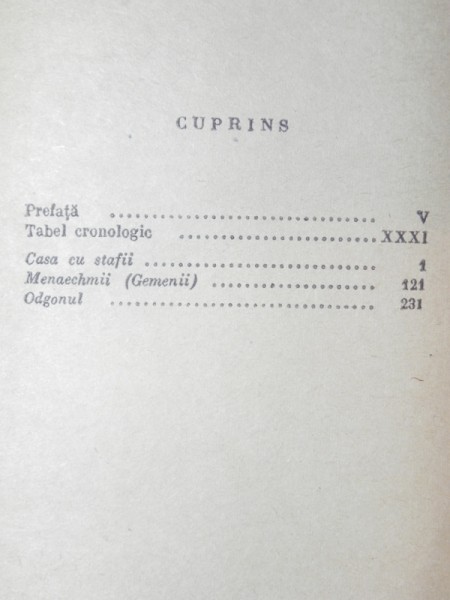 CUPRINS
Prefață .............................. V
Tabel cronologic ...................... XXXI
Casa cu stafii ........................ 1
Menaechmii (Gemenii) .................. 121
Odgonul .............................. 231